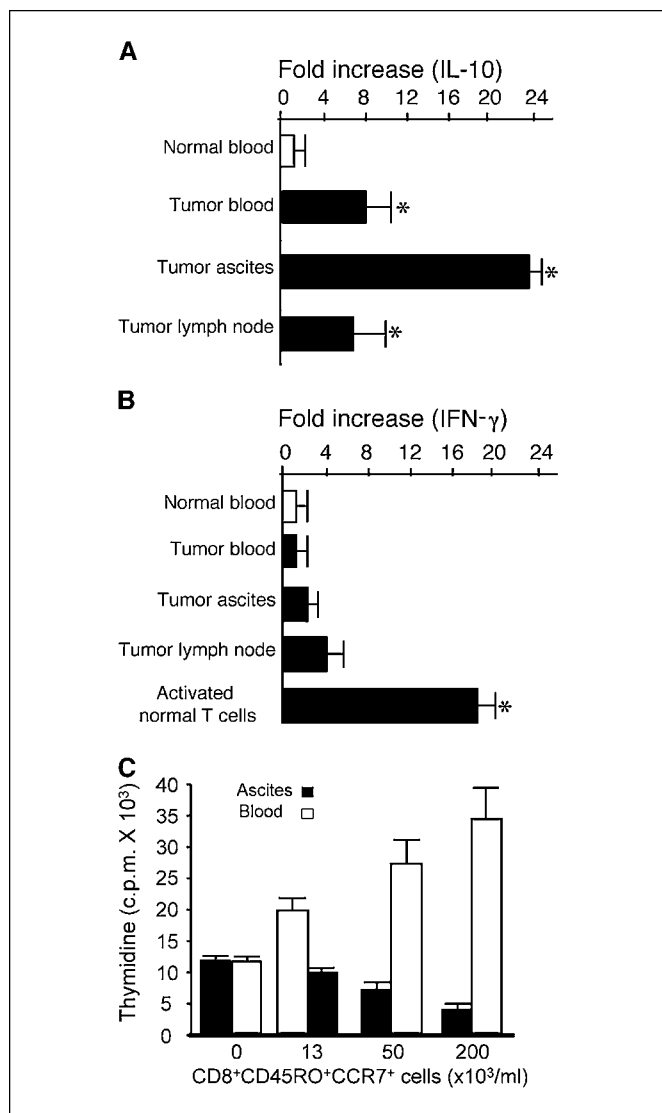 A
Fold increase (IL-10)
0 4 8 12 16 20 24
Normal blood
Tumor blood *
Tumor ascites *
Tumor lymph node *
B
Fold increase (IFN-γ)
0 4 8 12 16 20 24
Normal blood
Tumor blood
Tumor ascites
Tumor lymph node
Activated
normal T cells *
C
Ascites
Blood
Thymidine (c.p.m. X 10³)
40
35
30
25
20
15
10
5
0
0 13 50 200
CD8⁺CD45RO⁺CCR7⁺ cells (x10³/ml)